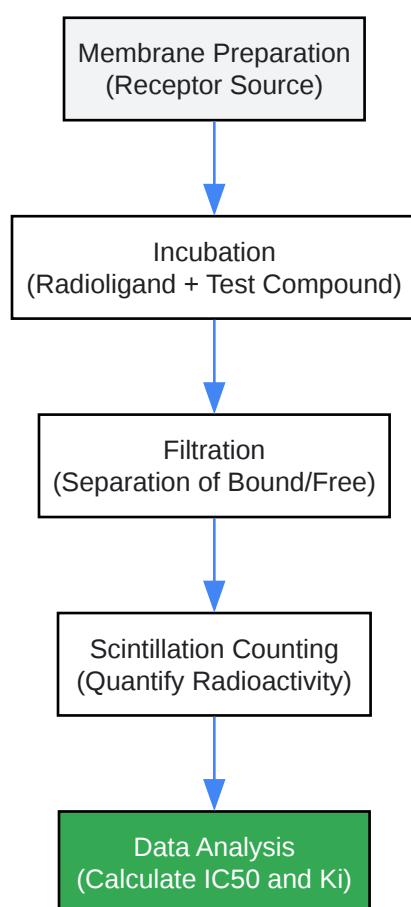 Membrane Preparation
(Receptor Source)
Incubation
(Radioligand + Test Compound)
Filtration
(Separation of Bound/Free)
Scintillation Counting
(Quantify Radioactivity)
Data Analysis
(Calculate IC50 and Ki)